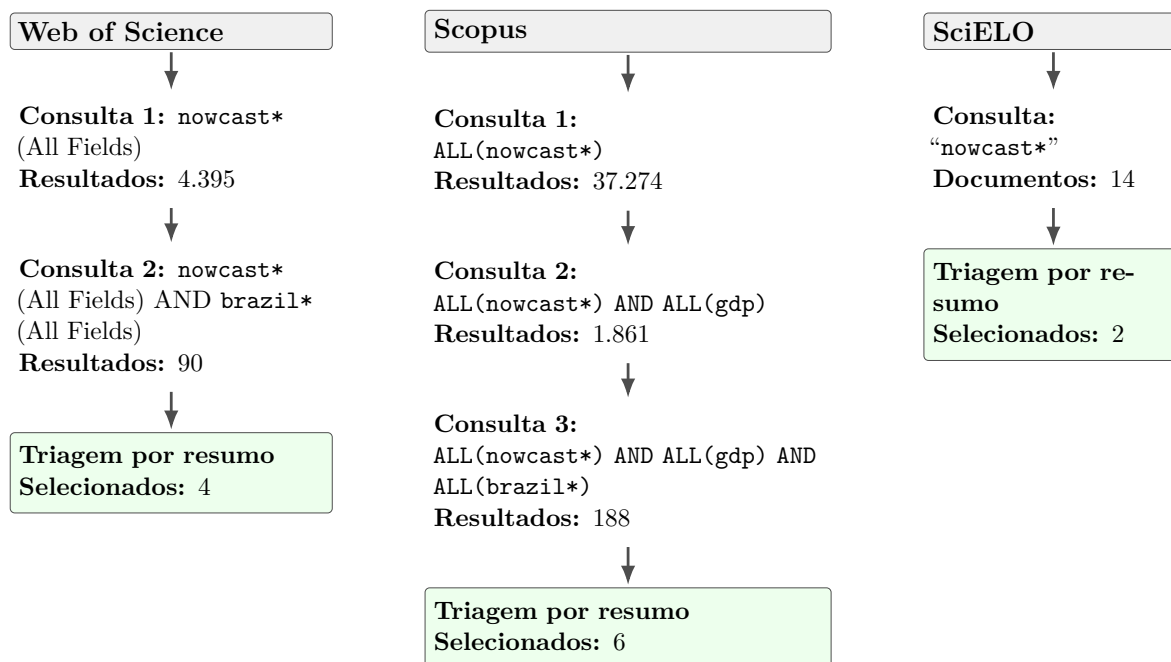 Web of Science
Consulta 1: nowcast*
(All Fields)
Resultados: 4.395
Consulta 2: nowcast*
(All Fields) AND brazil*
(All Fields)
Resultados: 90
Triagem por resumo
Selecionados: 4
Scopus
Consulta 1:
ALL(nowcast*)
Resultados: 37.274
Consulta 2:
ALL(nowcast*) AND ALL(gdp)
Resultados: 1.861
Consulta 3:
ALL(nowcast*) AND ALL(gdp) AND
ALL(brazil*)
Resultados: 188
Triagem por resumo
Selecionados: 6
SciELO
Consulta:
“nowcast*”
Documentos: 14
Triagem por re-
sumo
Selecionados: 2